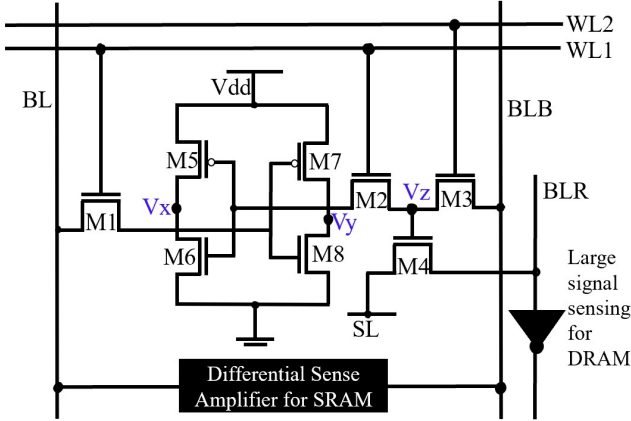 WL2
WL1
BL
Vdd
BLB
M5
M7
Vx
M1
M2
Vz
M3
BLR
Vy
M6
M8
M4
SL
Large
signal
sensing
for
DRAM
Differential Sense
Amplifier for SRAM